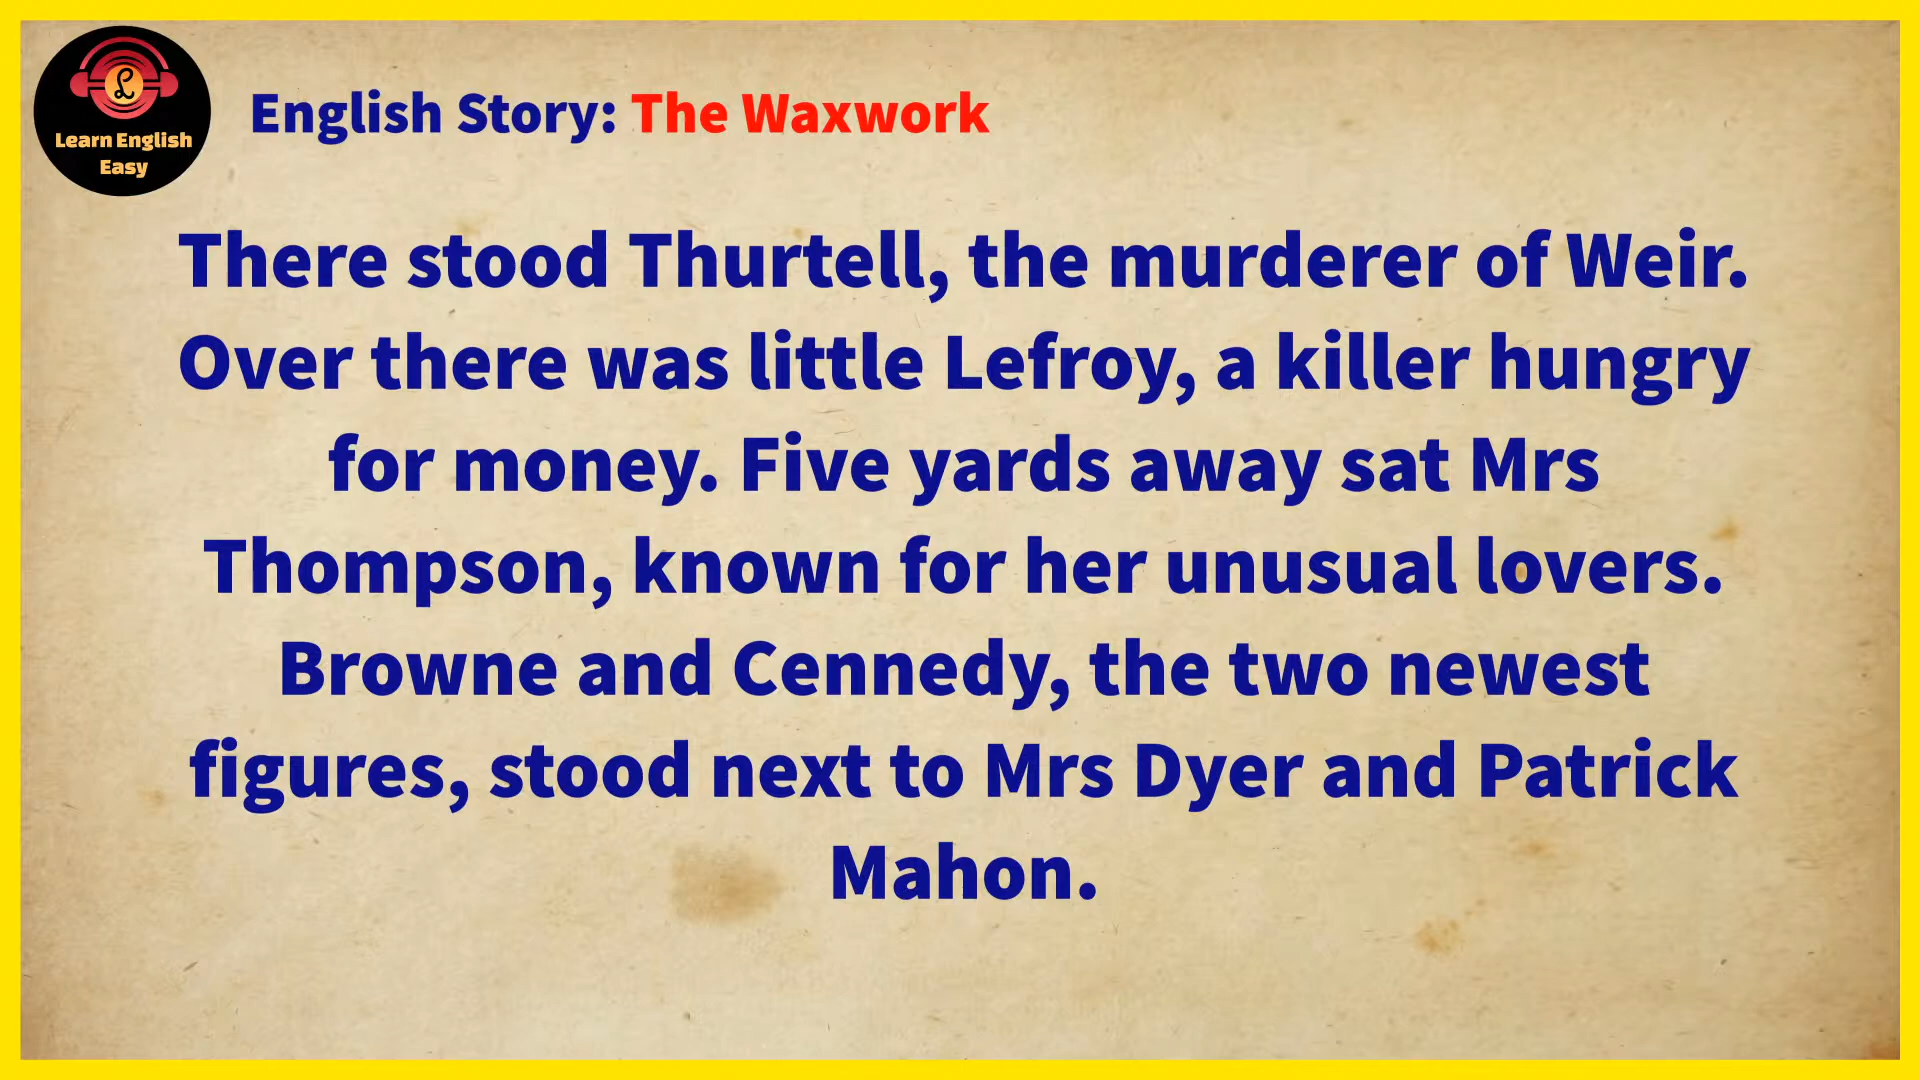 Learn English
Easy
English Story: The Waxwork
There stood Thurtell, the murderer of Weir.
Over there was little Lefroy, a killer hungry
for money. Five yards away sat Mrs
Thompson, known for her unusual lovers.
Browne and Cennedy, the two newest
figures, stood next to Mrs Dyer and Patrick
Mahon.